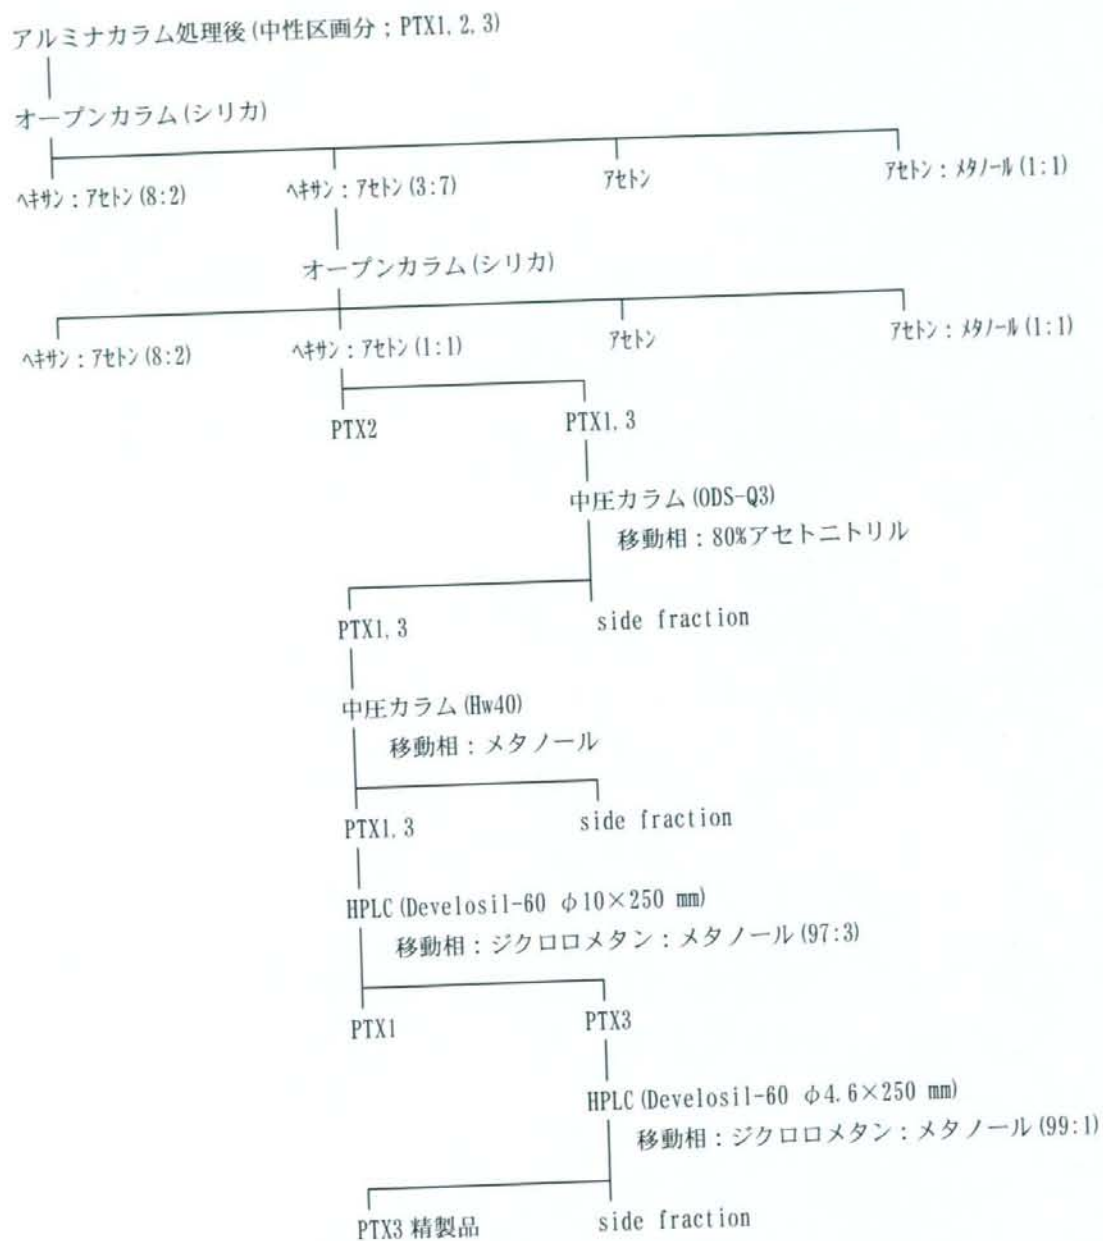 アルミナカラム処理後(中性区画分；PTX1, 2, 3)
オープンカラム(シリカ)
ヘキサン：アセトン(8:2)
ヘキサン：アセトン(3:7)
アセトン
アセトン：メタノール(1:1)
オープンカラム(シリカ)
ヘキサン：アセトン(8:2)
ヘキサン：アセトン(1:1)
アセトン
アセトン：メタノール(1:1)
PTX2
PTX1, 3
中圧カラム(ODS-Q3)
移動相：80%アセトニトリル
PTX1, 3
side fraction
中圧カラム(Hw40)
移動相：メタノール
PTX1, 3
side fraction
HPLC(Develosil-60 φ10×250 mm)
移動相：ジクロロメタン：メタノール(97:3)
PTX1
PTX3
HPLC(Develosil-60 φ4.6×250 mm)
移動相：ジクロロメタン：メタノール(99:1)
PTX3 精製品
side fraction